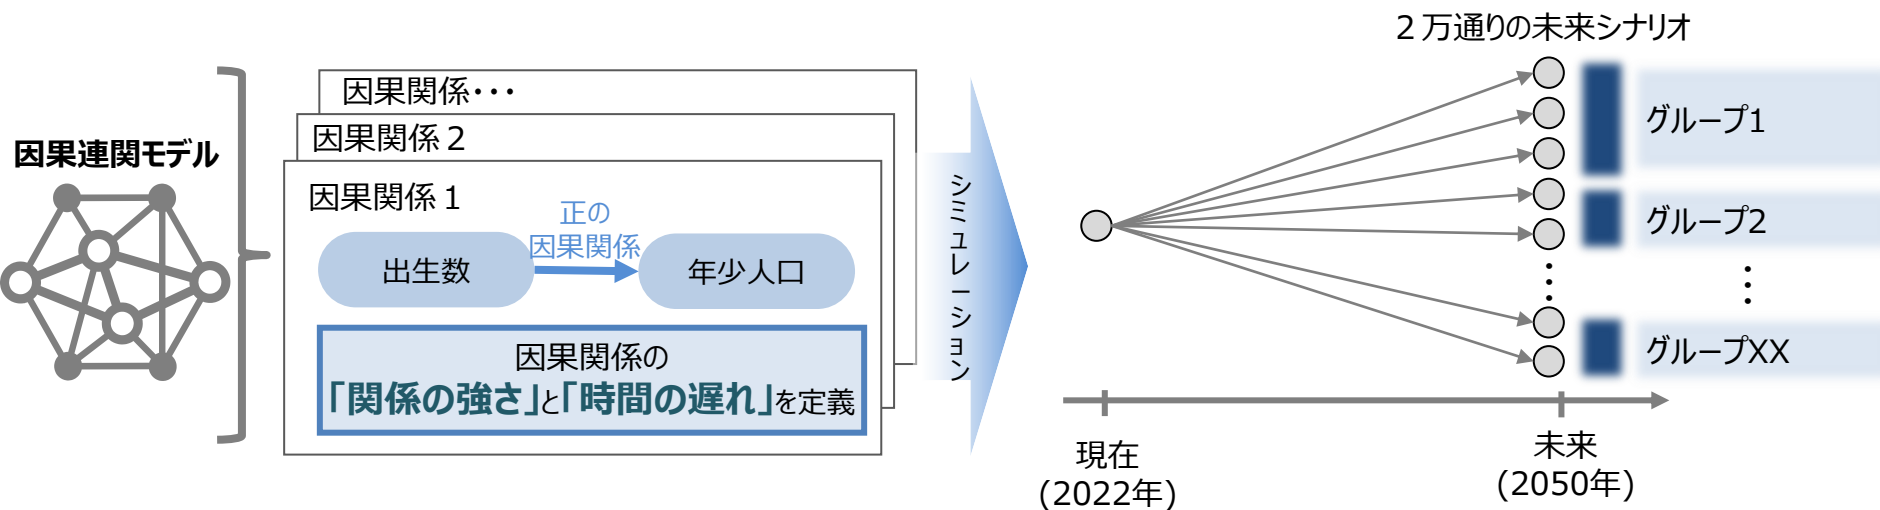 因果連関モデル
因果関係・・・
因果関係２
因果関係１
正の
因果関係
出生数
年少人口
因果関係の
「関係の強さ」と「時間の遅れ」を定義
シミュレーション
２万通りの未来シナリオ
グループ1
グループ2
グループXX
現在
(2022年)
未来
(2050年)